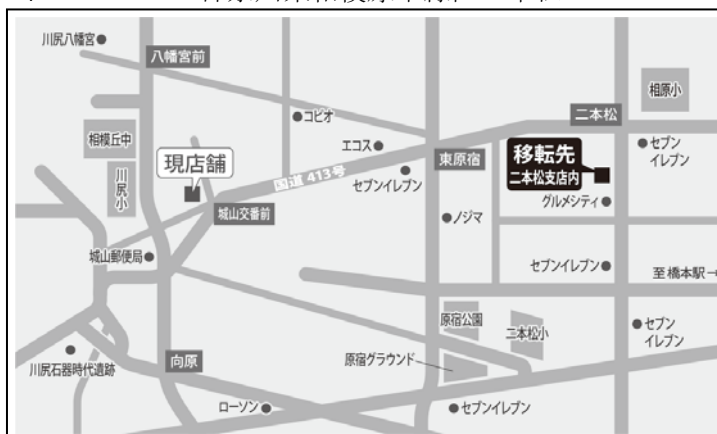 川尻八幡宮
八幡宮前
相原小
コピオ
二本松
相模丘中
エコス
セブン
イレブン
現店舗
東原宿
移転先
二本松支店内
川尻小
国道 413号
セブンイレブン
グルメシティ
城山交番前
ノジマ
城山郵便局
セブンイレブン
至橋本駅→
原宿公園
二本松小
セブン
イレブン
川尻石器時代遺跡
向原
原宿グラウンド
ローソン
セブンイレブン